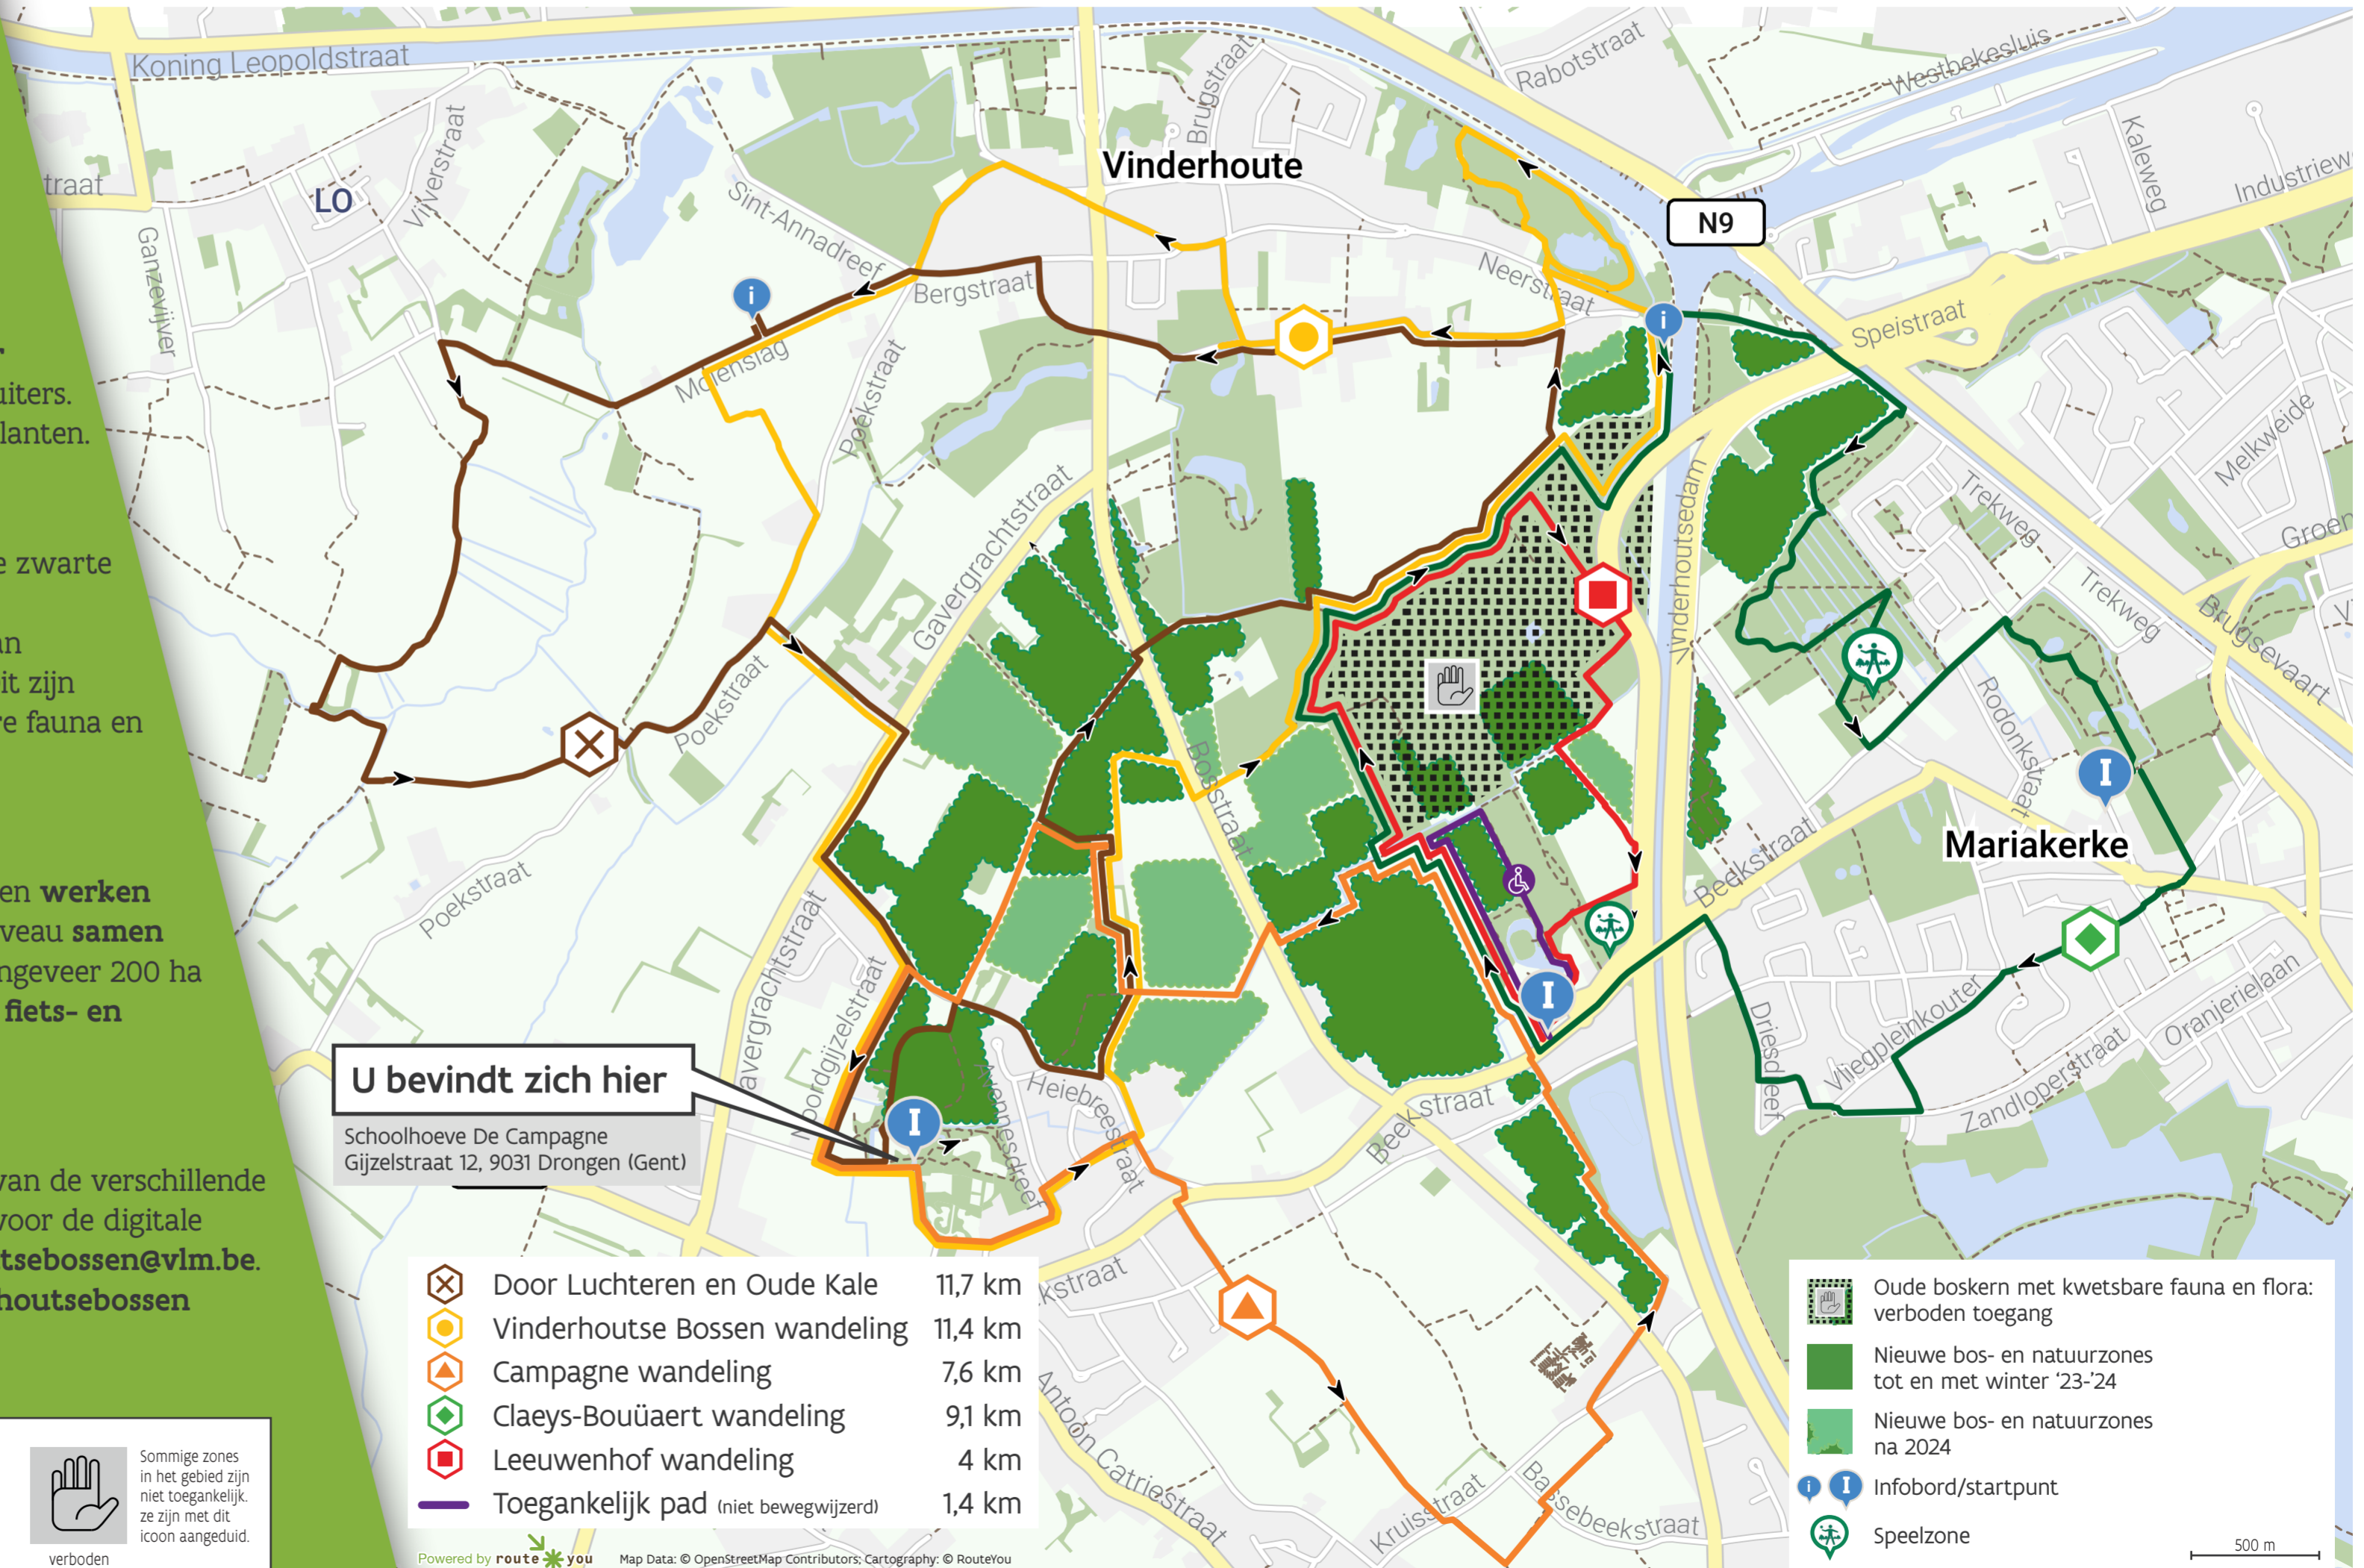 uiters.
lanten.
e zwarte
an
it zijn
re fauna en
en werken
veau samen
ngeveer 200 ha
fiets- en
van de verschillende
voor de digitale
tsebossen@vlm.be.
houtsebossen
Sommige zones
in het gebied zijn
niet toegankelijk.
ze zijn met dit
icoon aangeduid.
verboden
Koning Leopoldstraat
traat
LO
Vijverstraat
Ganzevijver
Sint-Annadreef
Bergstraat
Molenslag
Poekstraat
Poekstraat
Poekstraat
Brugstraat
Vinderhoute
Neerstraat
N9
Rabotstraat
Westbekesluis
Kaleweg
Industriew
Speistraat
Melkweide
Groen
Trekweg
Trekweg
Brugsevaart
Vi
Vinderhoutsedam
Rodonkstraat
Mariakerke
Beekstraat
Driesdreef
Vliegpleinkouter
Oranjerielaan
Zandloperstraat
Gavergrachtstraat
Bosstraat
avergrachtstraat
Noordgijzelstraat
Heiebreestraat
Beekstraat
kstraat
Antoon Catriestraat
Kruisstraat
Bassebeekstraat
i
i
I
I
I
U bevindt zich hier
Schoolhoeve De Campagne
Gijzelstraat 12, 9031 Drongen (Gent)
Door Luchteren en Oude Kale 11,7 km
Vinderhoutse Bossen wandeling 11,4 km
Campagne wandeling 7,6 km
Claeys-Bouüaert wandeling 9,1 km
Leeuwenhof wandeling 4 km
Toegankelijk pad (niet bewegwijzerd) 1,4 km
Powered by route you Map Data: © OpenStreetMap Contributors; Cartography: © RouteYou
Oude boskern met kwetsbare fauna en flora:
verboden toegang
Nieuwe bos- en natuurzones
tot en met winter ‘23-’24
Nieuwe bos- en natuurzones
na 2024
i I Infobord/startpunt
Speelzone
500 m